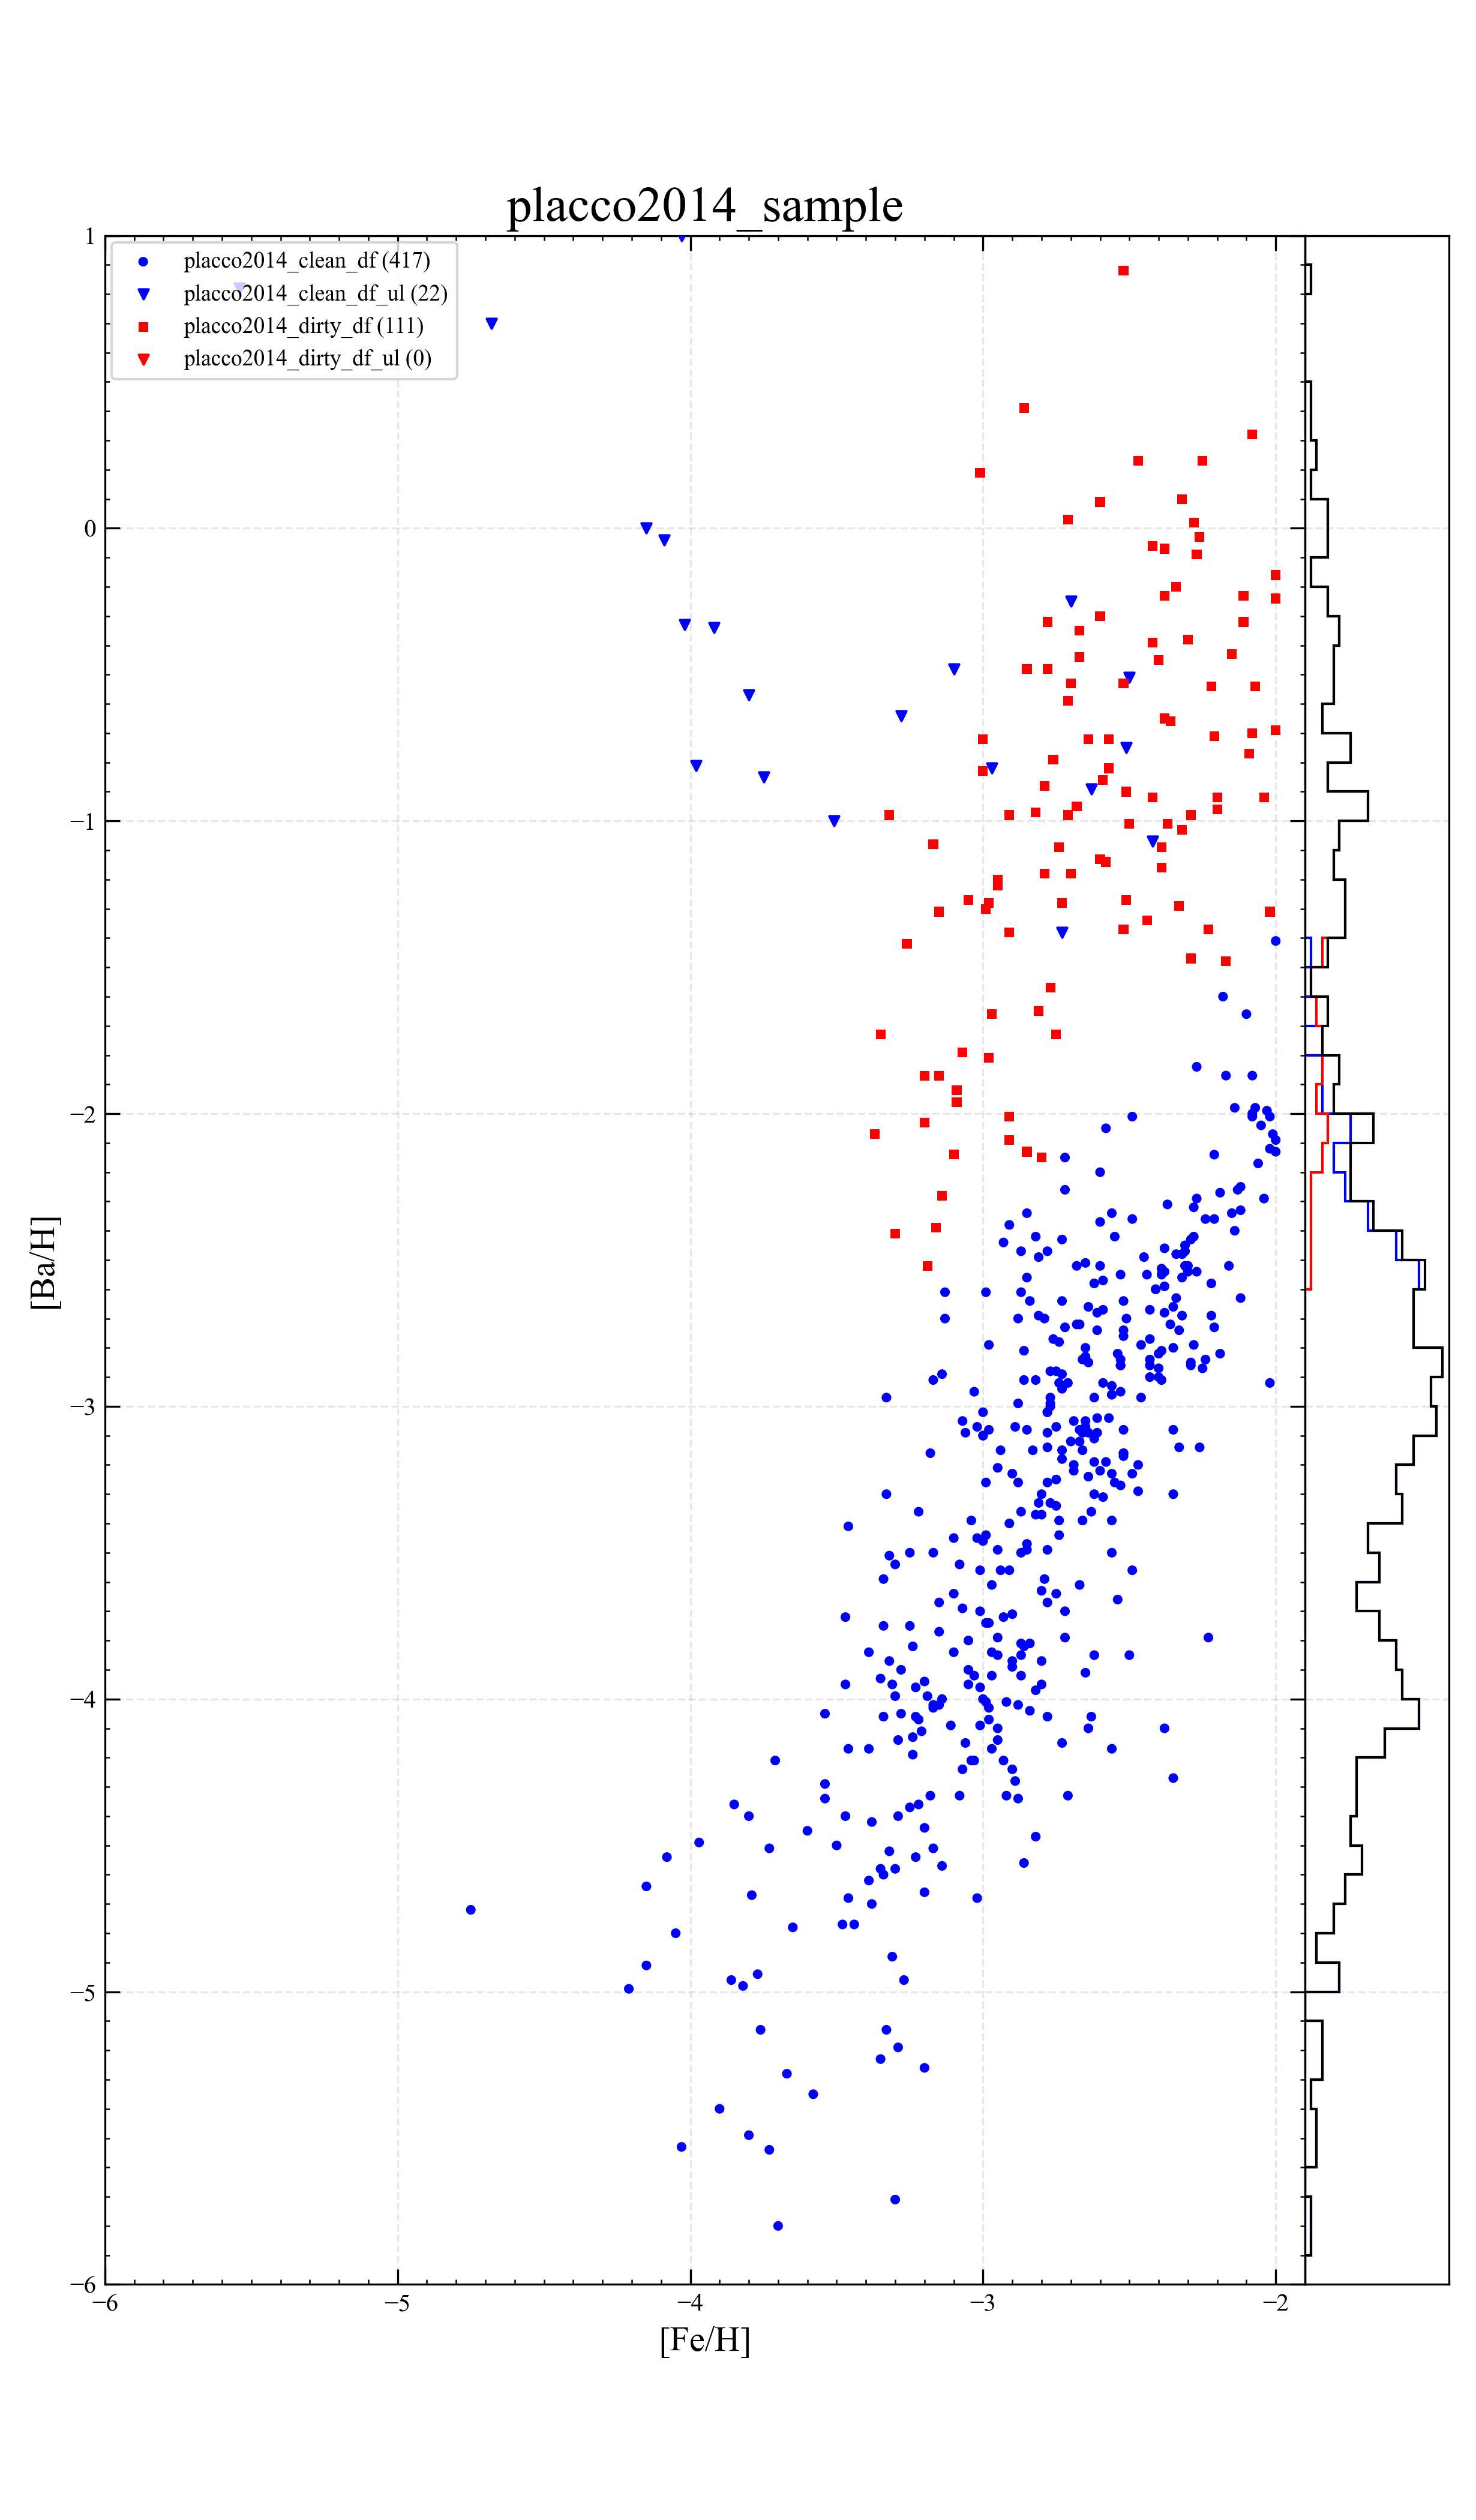 placco2014_sample
placco2014_clean_df (417)
placco2014_clean_df_ul (22)
placco2014_dirty_df (111)
placco2014_dirty_df_ul (0)
1
0
−1
−2
−3
−4
−5
−6
[Ba/H]
−6 −5 −4 −3 −2
[Fe/H]